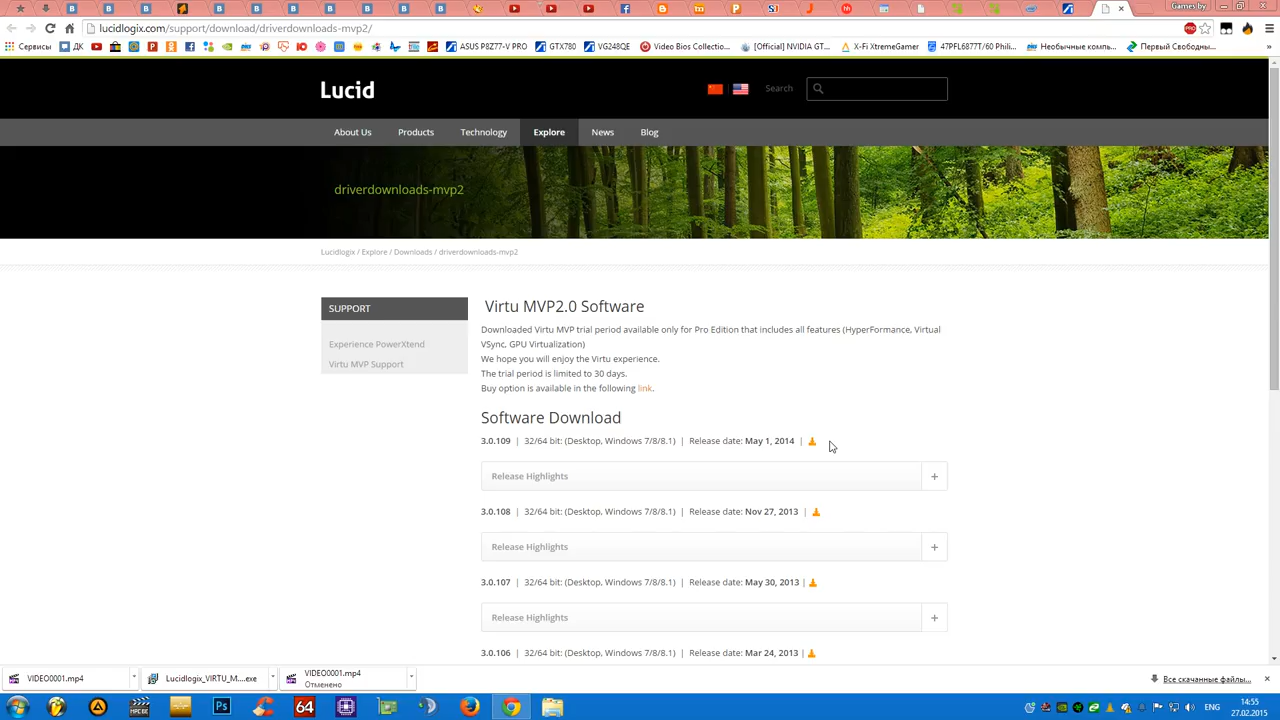 Games by
lucidlogix.com/support/download/driverdownloads-mvp2/
Сервисы ДК ASUS P8Z77-V PRO GTX780 VG248QE Video Bios Collectio... [Official] NVIDIA GT... X-Fi XtremeGamer 47PFL6877T/60 Phili... Необычные компь... Первый Свободны... »
Lucid
Search
About Us Products Technology Explore News Blog
driverdownloads-mvp2
Lucidlogix / Explore / Downloads / driverdownloads-mvp2
SUPPORT
Experience PowerXtend
Virtu MVP Support
Virtu MVP2.0 Software
Downloaded Virtu MVP trial period available only for Pro Edition that includes all features (HyperFormance, Virtual
VSync, GPU Virtualization)
We hope you will enjoy the Virtu experience.
The trial period is limited to 30 days.
Buy option is available in the following link.
Software Download
3.0.109 | 32/64 bit: (Desktop, Windows 7/8/8.1) | Release date: May 1, 2014 |
Release Highlights +
3.0.108 | 32/64 bit: (Desktop, Windows 7/8/8.1) | Release date: Nov 27, 2013 |
Release Highlights +
3.0.107 | 32/64 bit: (Desktop, Windows 7/8/8.1) | Release date: May 30, 2013 |
Release Highlights +
3.0.106 | 32/64 bit: (Desktop, Windows 7/8/8.1) | Release date: Mar 24, 2013 |
VIDEO0001.mp4 Lucidlogix_VIRTU_M....exe VIDEO0001.mp4
Отменено
Все скачанные файлы...
64 ENG 14:55
27.02.2015